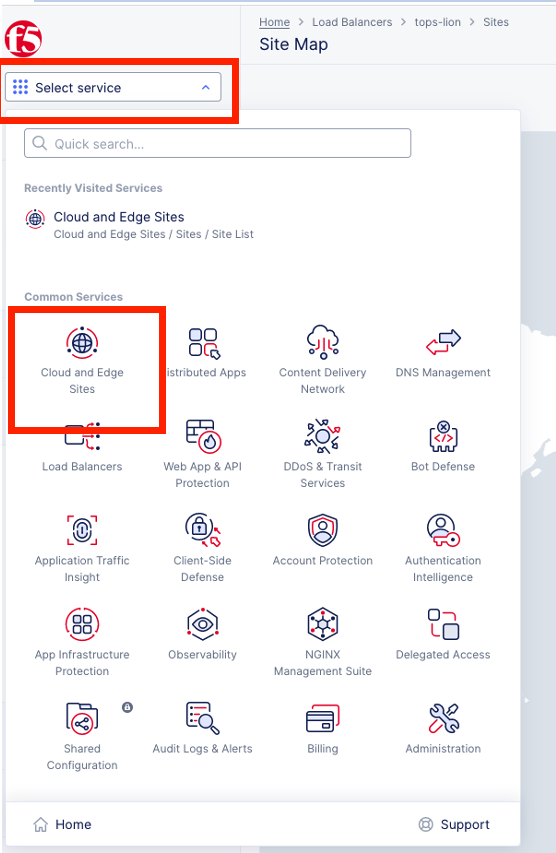 f5
Home > Load Balancers > tops-lion > Sites
Site Map
Select service
Quick search...
Recently Visited Services
Cloud and Edge Sites
Cloud and Edge Sites / Sites / Site List
Common Services
Cloud and Edge
Sites
istributed Apps
Content Delivery
Network
DNS Management
Load Balancers
Web App & API
Protection
DDoS & Transit
Services
Bot Defense
Application Traffic
Insight
Client-Side
Defense
Account Protection
Authentication
Intelligence
App Infrastructure
Protection
Observability
NGINX
Management Suite
Delegated Access
Shared
Configuration
Audit Logs & Alerts
Billing
Administration
Home
Support